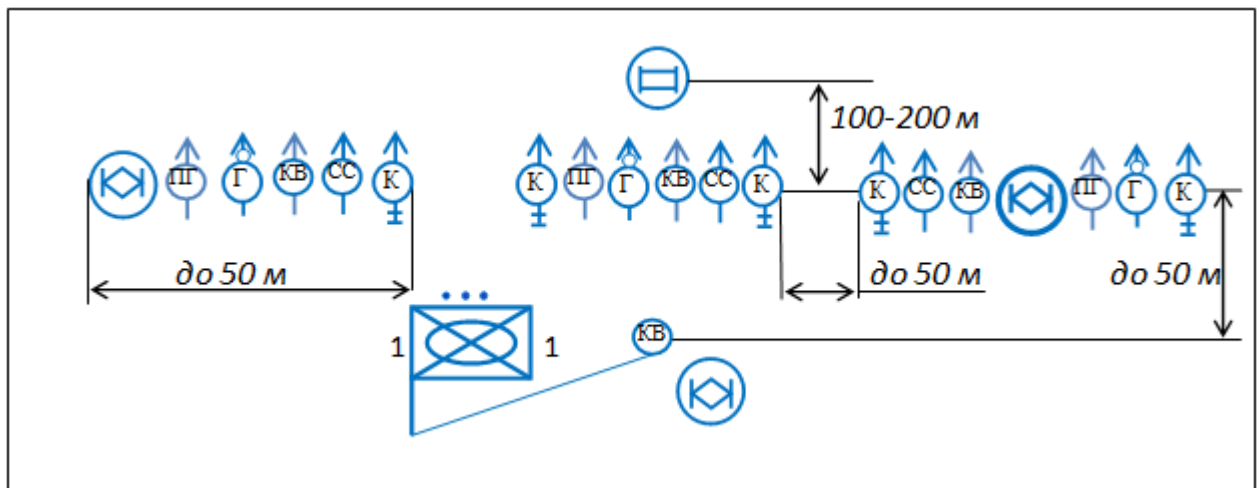 100-200 м
ПГ Г КВ СС К
К ПГ Г КВ СС К
К СС КВ ПГ Г К
до 50 м
до 50 м
до 50 м
1 1
КВ